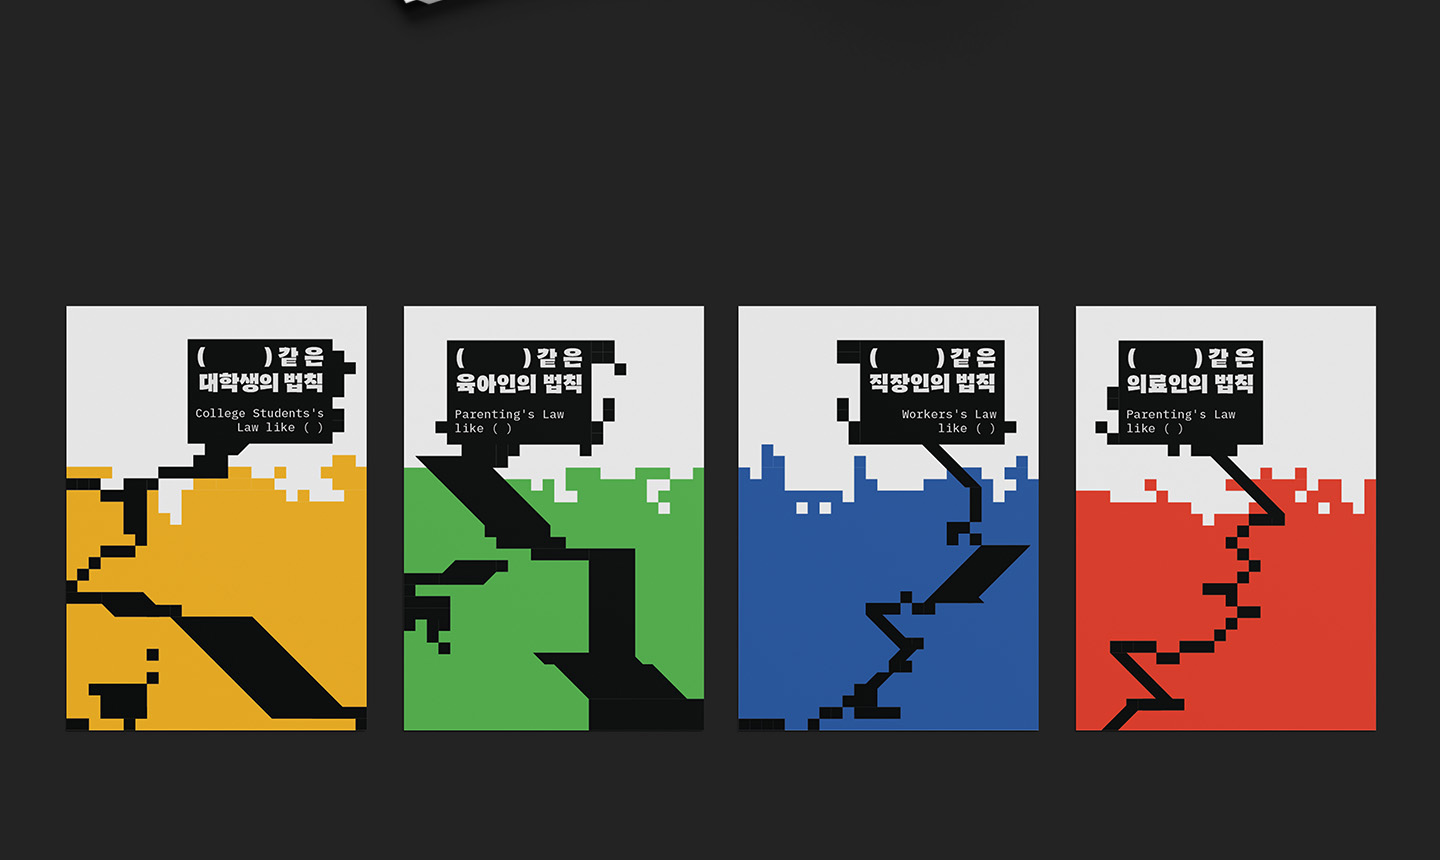 ( ) 같 은
대학생의 법칙
College Students's
Law like ( )
( ) 같 은
육아인의 법칙
Parenting's Law
like ( )
( ) 같 은
직장인의 법칙
Workers's Law
like ( )
( ) 같 은
의료인의 법칙
Parenting's Law
like ( )